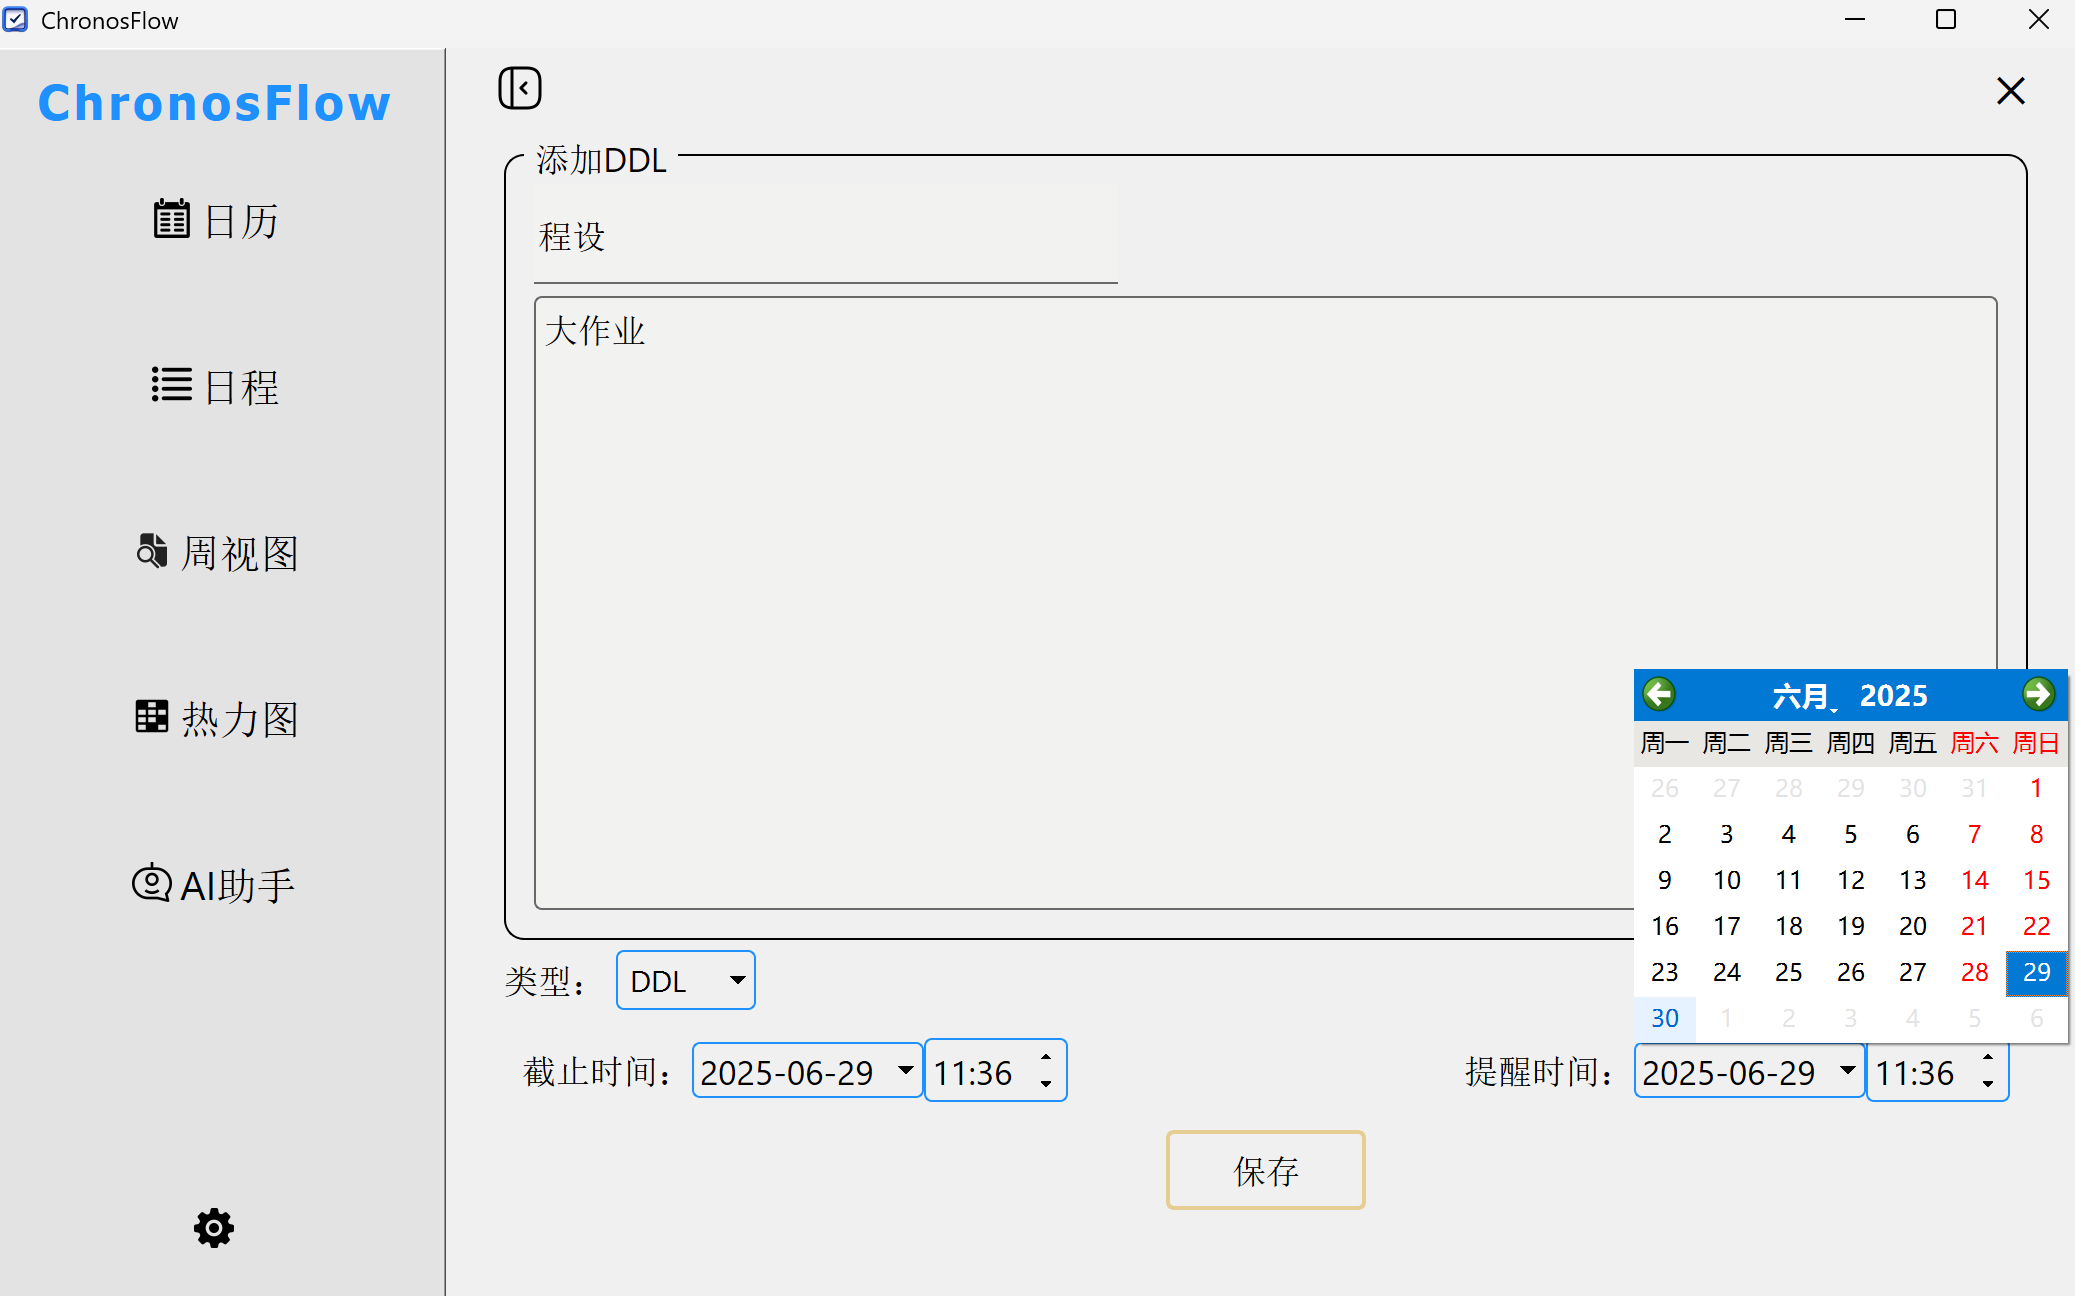 ChronosFlow
ChronosFlow
日历
日程
周视图
热力图
AI助手
添加DDL
程设
大作业
类型： DDL
截止时间： 2025-06-29 11:36
提醒时间： 2025-06-29 11:36
保存
六月 2025
周一 周二 周三 周四 周五 周六 周日
26 27 28 29 30 31 1
2 3 4 5 6 7 8
9 10 11 12 13 14 15
16 17 18 19 20 21 22
23 24 25 26 27 28 29
30 1 2 3 4 5 6